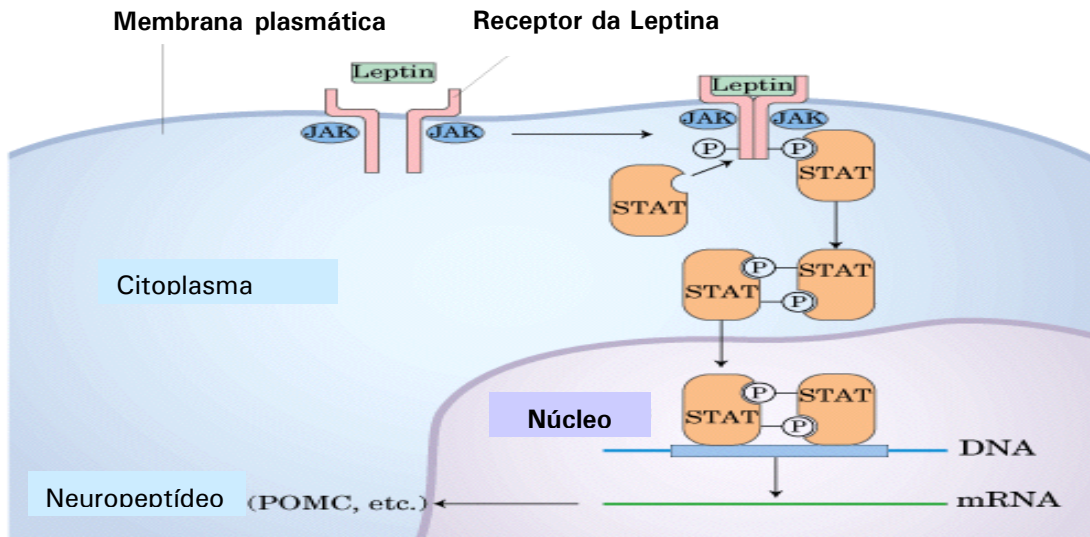 Membrana plasmática
Receptor da Leptina
Leptin
Leptin
JAK
JAK
JAK
JAK
P
P
STAT
STAT
Citoplasma
P
STAT
STAT
P
P
STAT
STAT
P
Núcleo
DNA
Neuropeptídeo (POMC, etc.)
mRNA